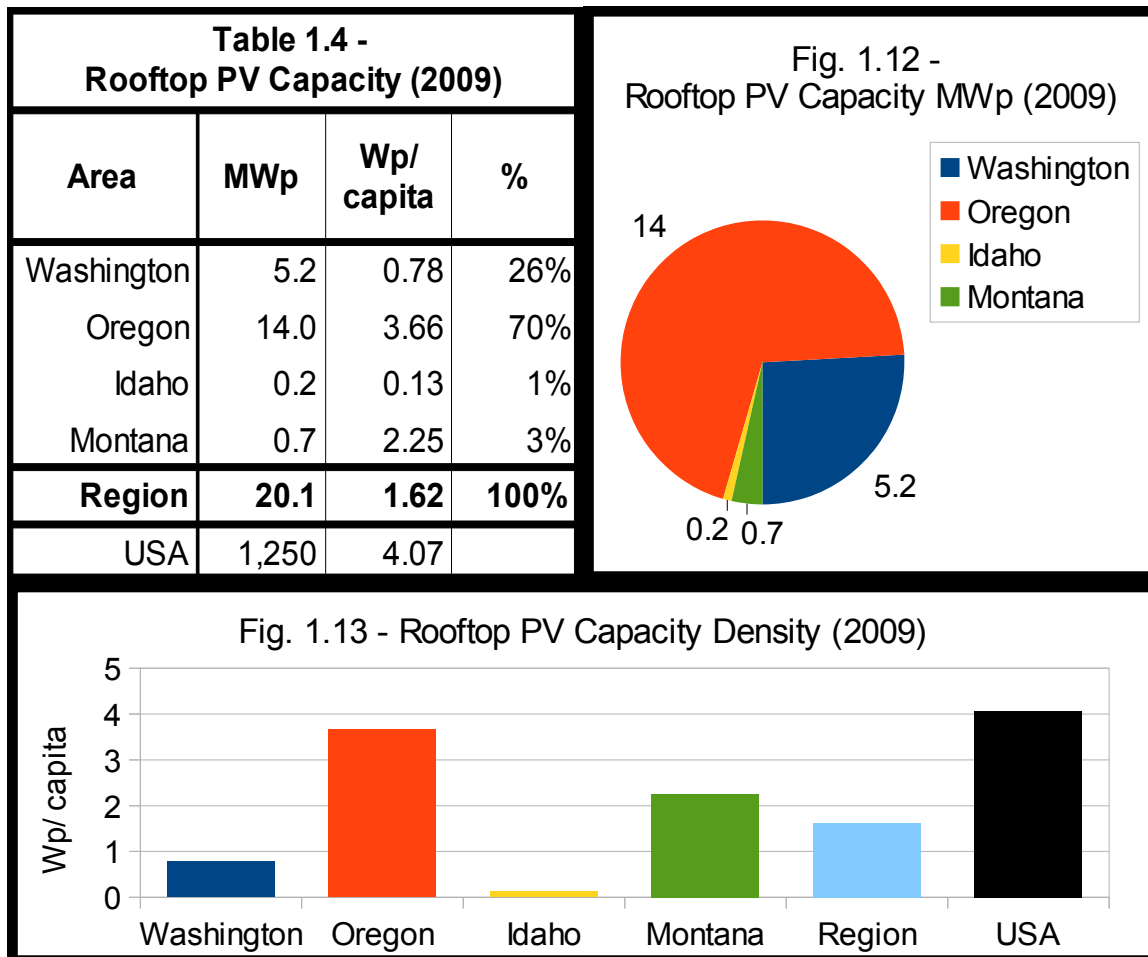 Table 1.4 -
Rooftop PV Capacity (2009)
Area MWp Wp/ capita %
Washington 5.2 0.78 26%
Oregon 14.0 3.66 70%
Idaho 0.2 0.13 1%
Montana 0.7 2.25 3%
Region 20.1 1.62 100%
USA 1,250 4.07
Fig. 1.12 -
Rooftop PV Capacity MWp (2009)
Washington
Oregon
Idaho
Montana
14
5.2
0.2 0.7
Fig. 1.13 - Rooftop PV Capacity Density (2009)
Wp/ capita
5
4
3
2
1
0
Washington Oregon Idaho Montana Region USA